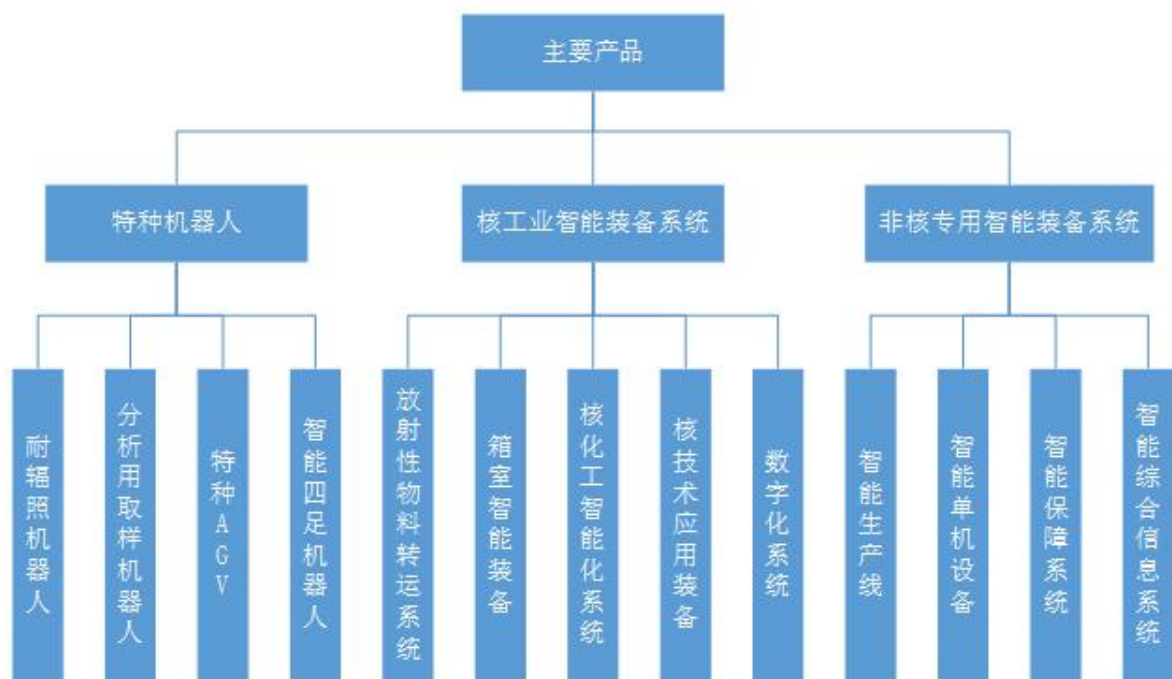 主要产品
特种机器人
核工业智能装备系统
非核专用智能装备系统
耐辐照机器人
分析用取样机器人
特种AGV
智能四足机器人
放射性物料转运系统
箱室智能装备
核化工智能化系统
核技术应用装备
数字化系统
智能生产线
智能单机设备
智能保障系统
智能综合信息系统